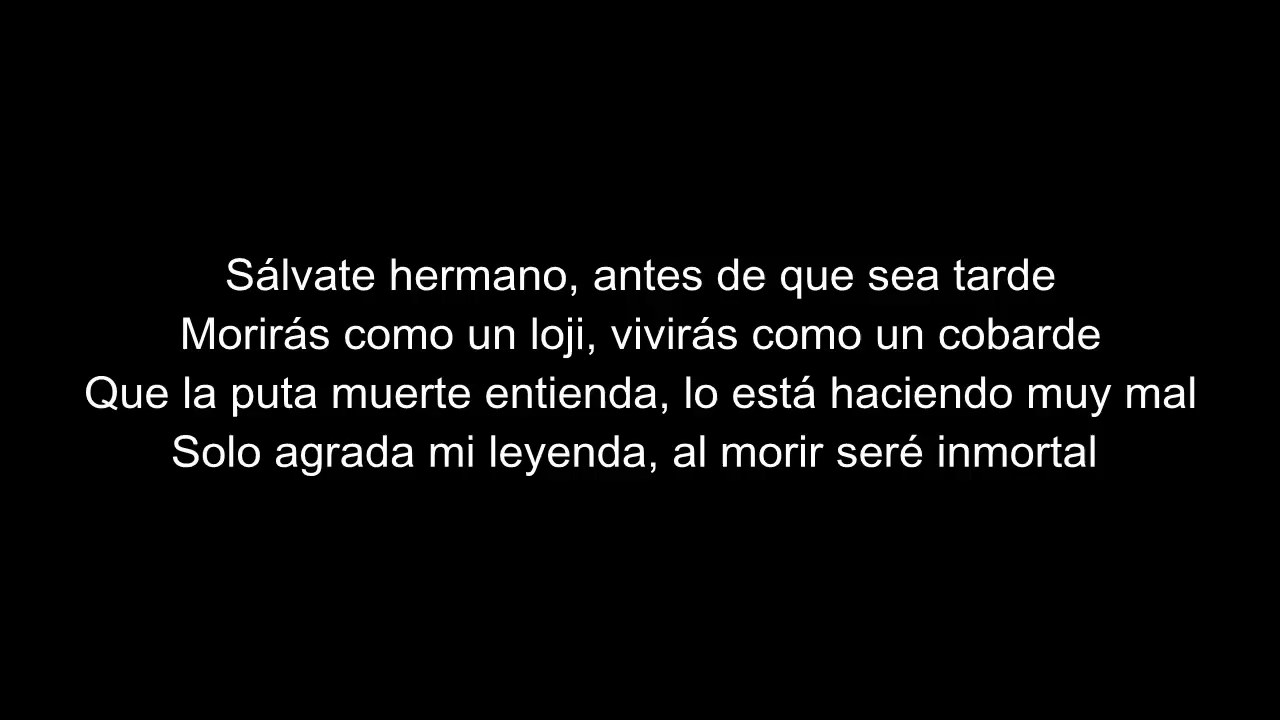 Sálvate hermano, antes de que sea tarde
Morirás como un loji, vivirás como un cobarde
Que la puta muerte entienda, lo está haciendo muy mal
Solo agrada mi leyenda, al morir seré inmortal